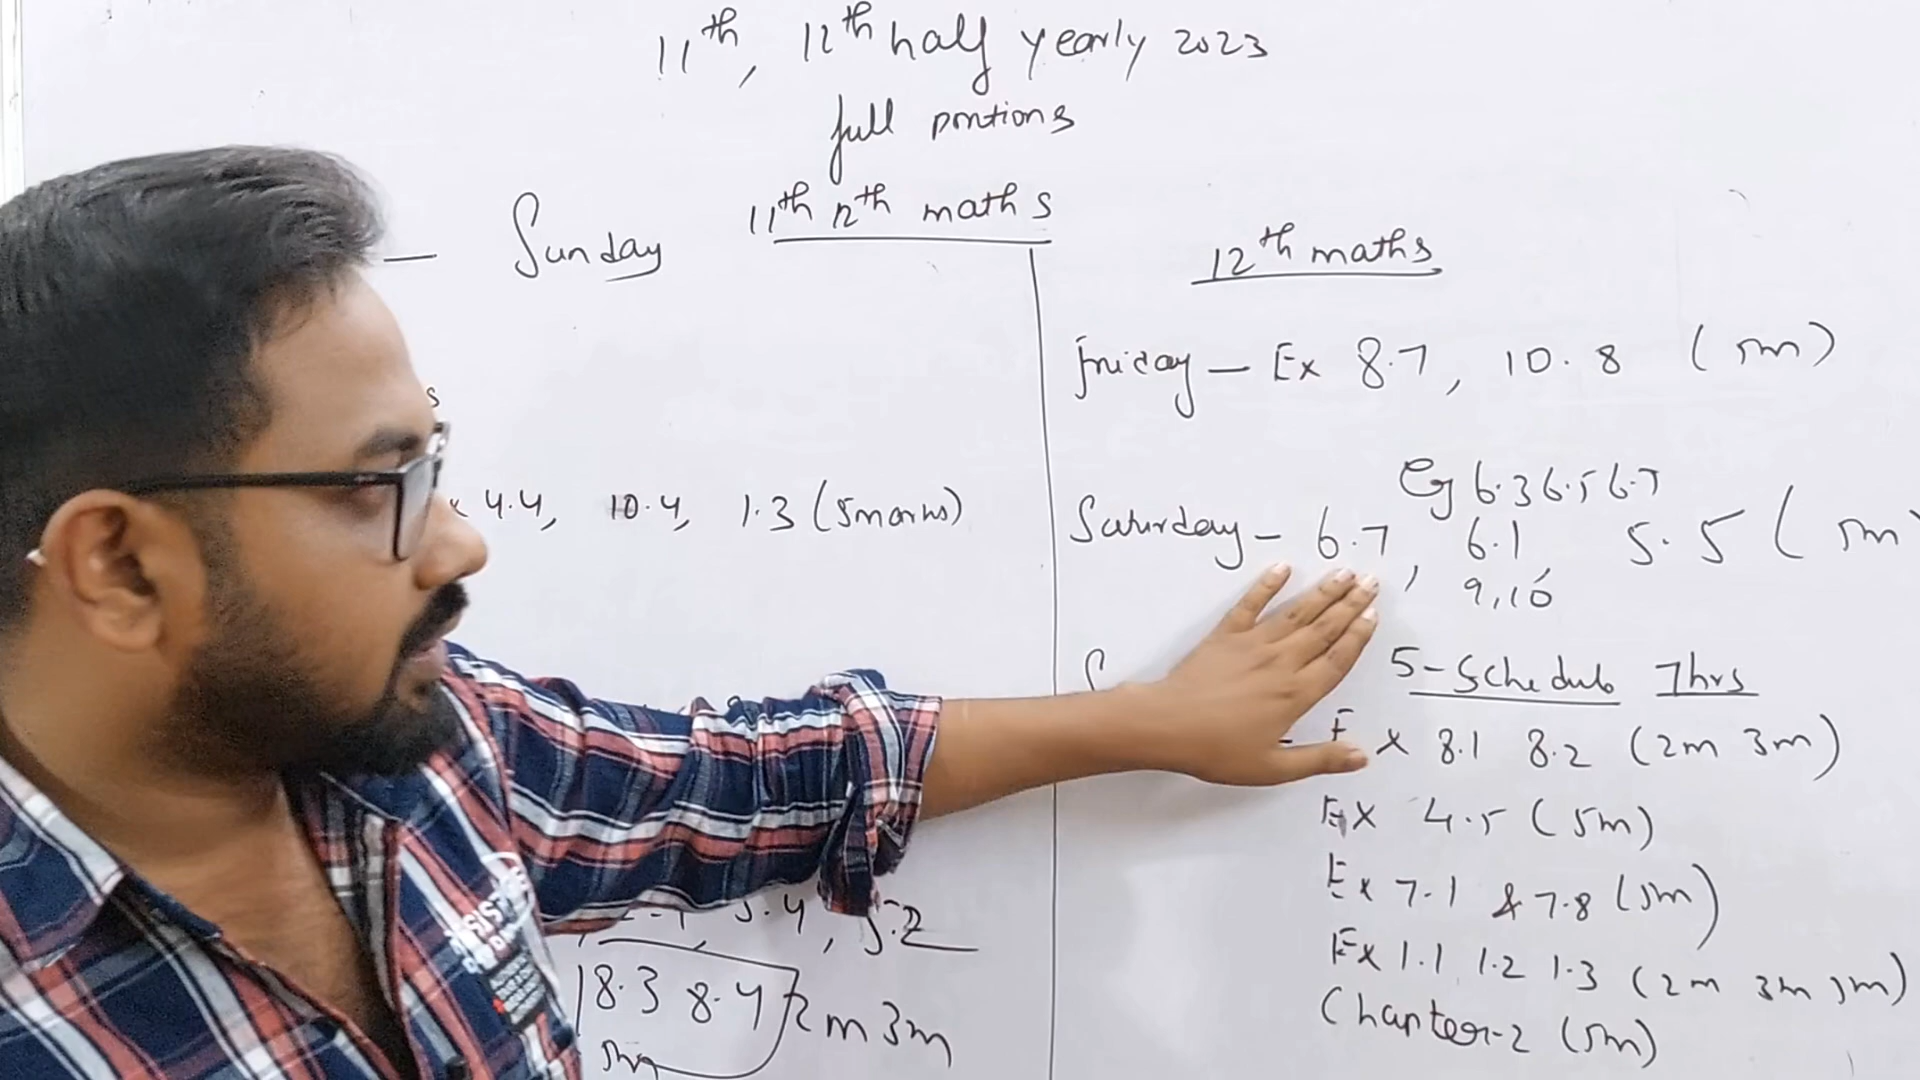 11th, 12th half yearly 2023
full portions
11th 12th maths
— Sunday
s
x 4.4, 10.4, 1.3 (5marks)
5.4, 5.2
8.3 8.4 2m 3m
5m
12th maths
Friday — Ex 8.7, 10.8 (5m)
Eg 6.3 6.5 6.7
Saturday - 6.7, 6.1 5.5 (5m)
9,10
S
5-Schedule 7hrs
- Ex 8.1 8.2 (2m 3m)
Ex 4.5 (5m)
Ex 7.1 & 7.8 (5m)
Ex 1.1 1.2 1.3 (2m 3m 5m)
Chapter-2 (5m)